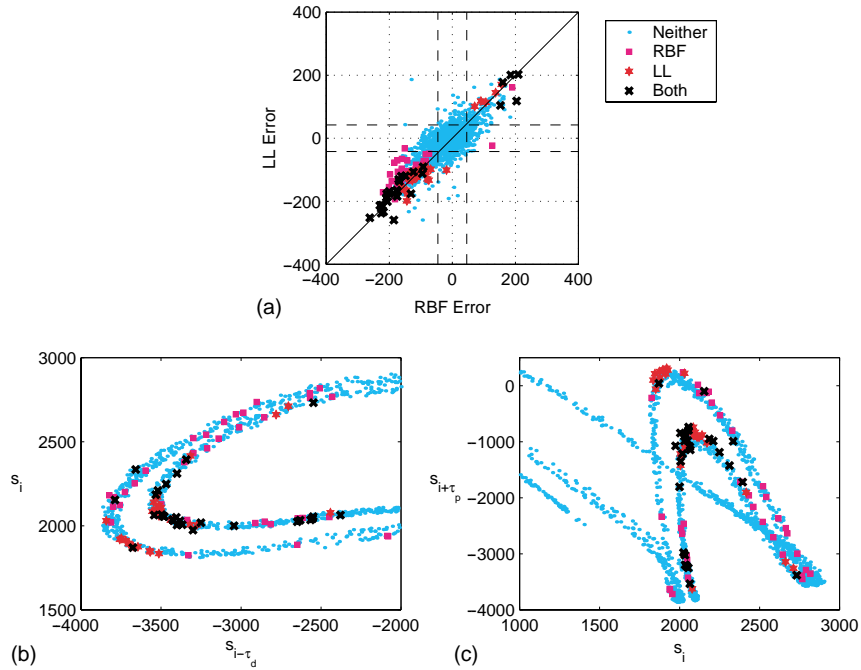 400
200
0
−200
−400
−400
−200
0
200
400
LL Error
RBF Error
(a)
Neither
RBF
LL
Both
3000
2500
2000
1500
−4000
−3500
−3000
−2500
−2000
s_i
s_{i−τ_d}
(b)
0
−1000
−2000
−3000
−4000
1000
1500
2000
2500
3000
s_{i+τ_p}
s_i
(c)